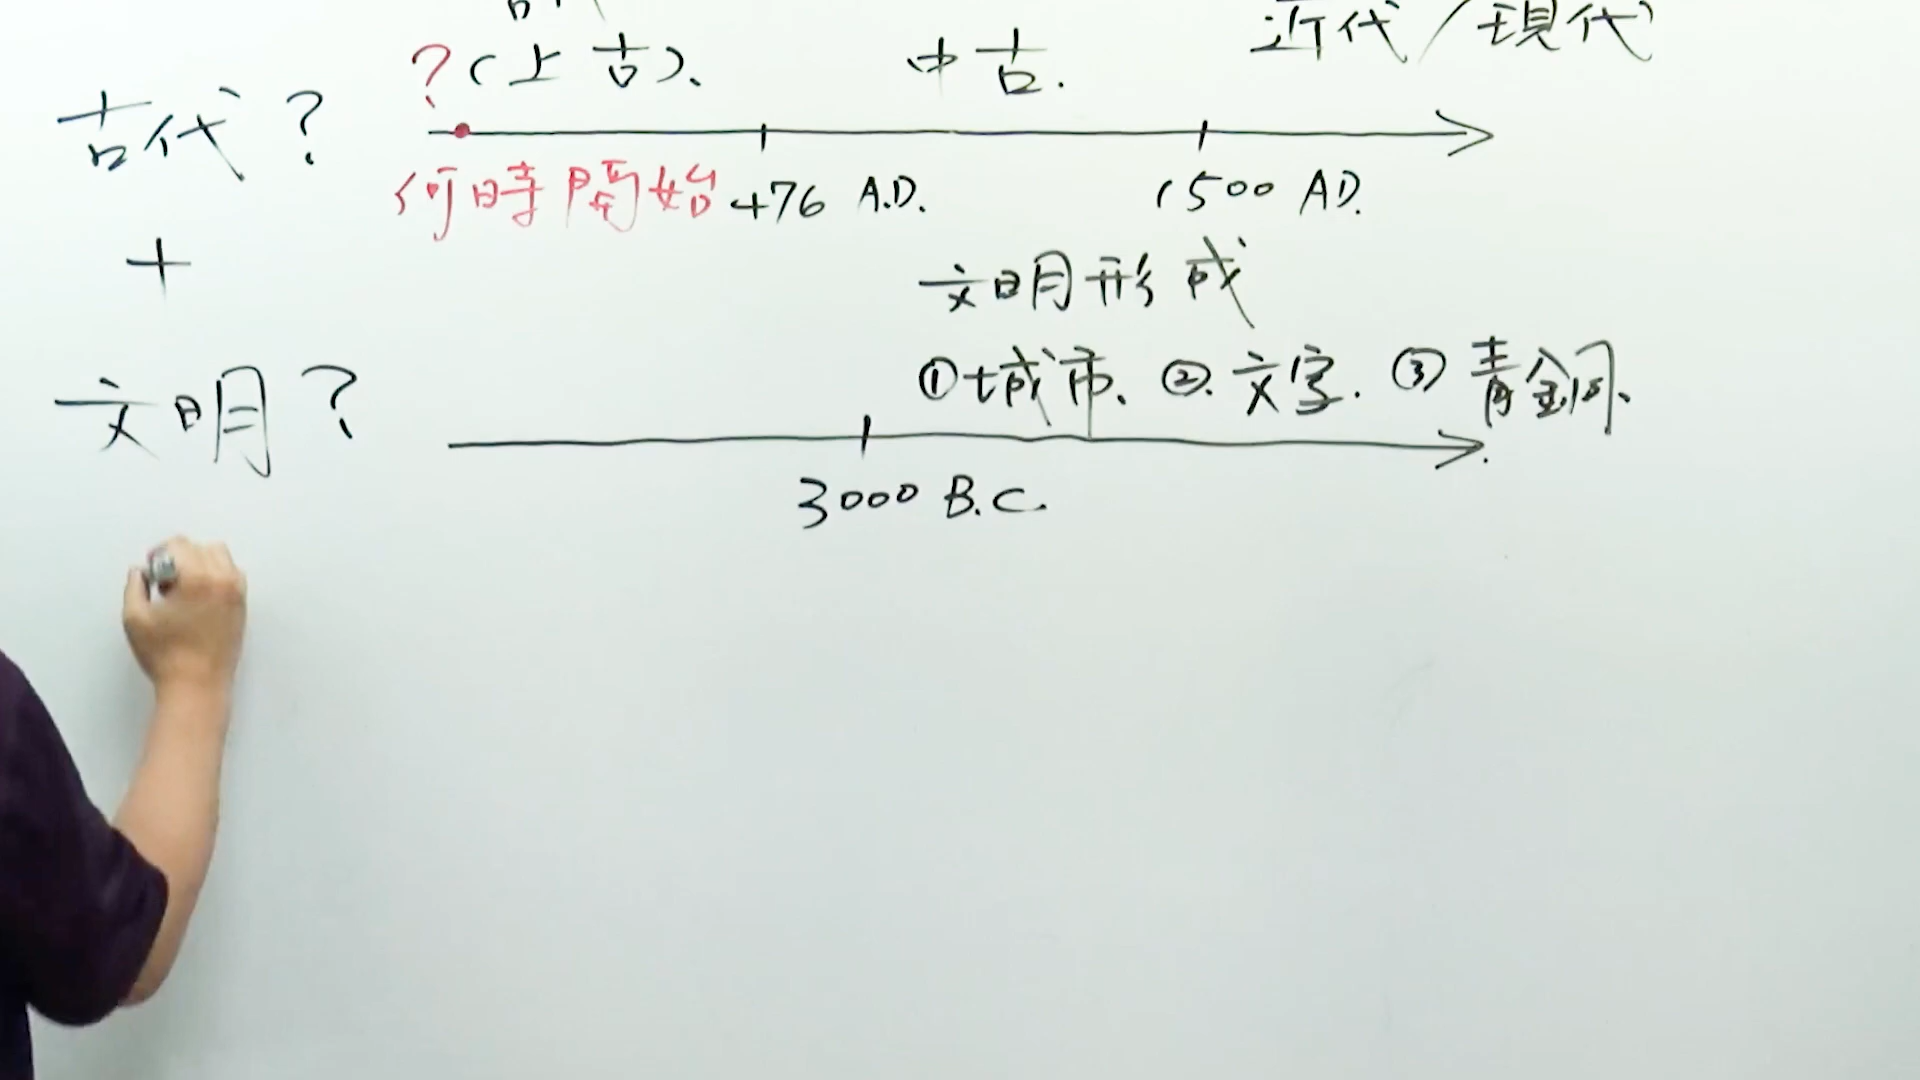 近代/現代
?(上古)、 中古.
古代?
何時開始 476 A.D. 1500 AD.
+
文明形成
①城市、②.文字.③青銅、
文明?
3000 B.C.